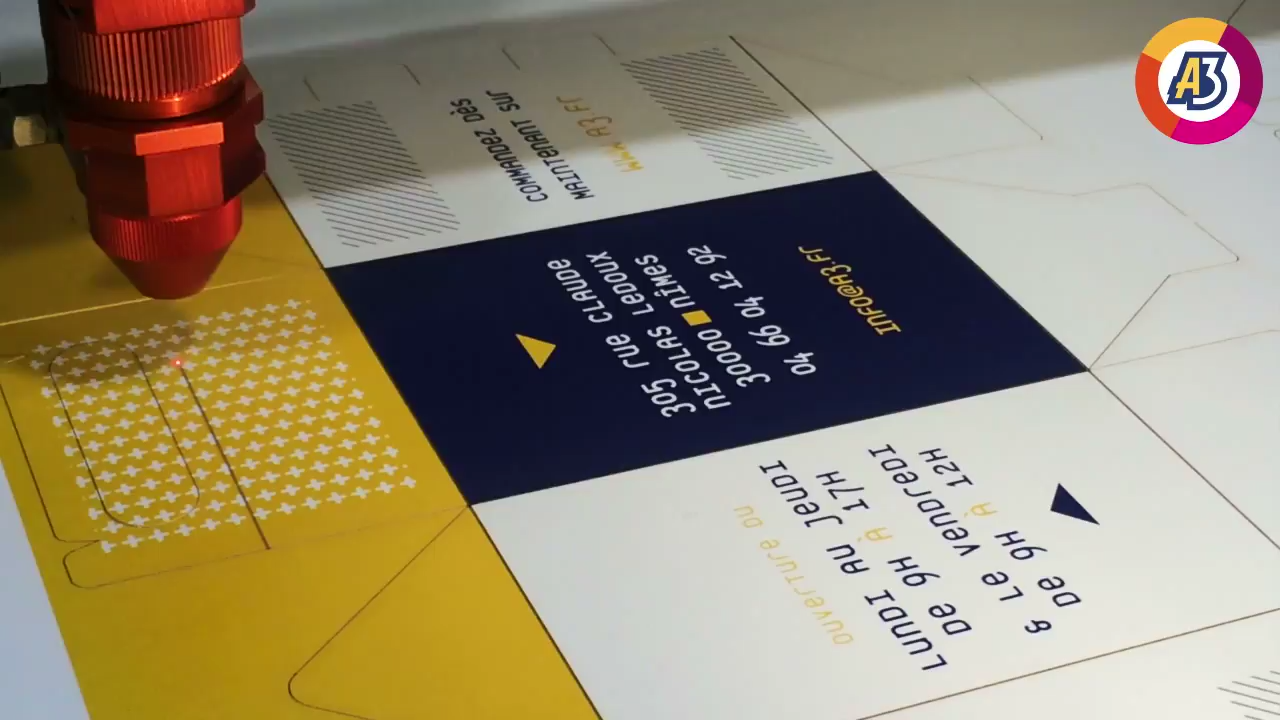 A3
COMMANDEZ DÈS
MAINTENANT SUR
WWW.A3.Fr
305 rue CLAUDE
NICOLAS LEDOUX
30000 NÎMES
04 66 04 12 92
INFO@A3.Fr
OUVERTURE DU
LUNDI AU JEUDI
DE 9H À 17H
& LE VENDREDI
DE 9H À 12H